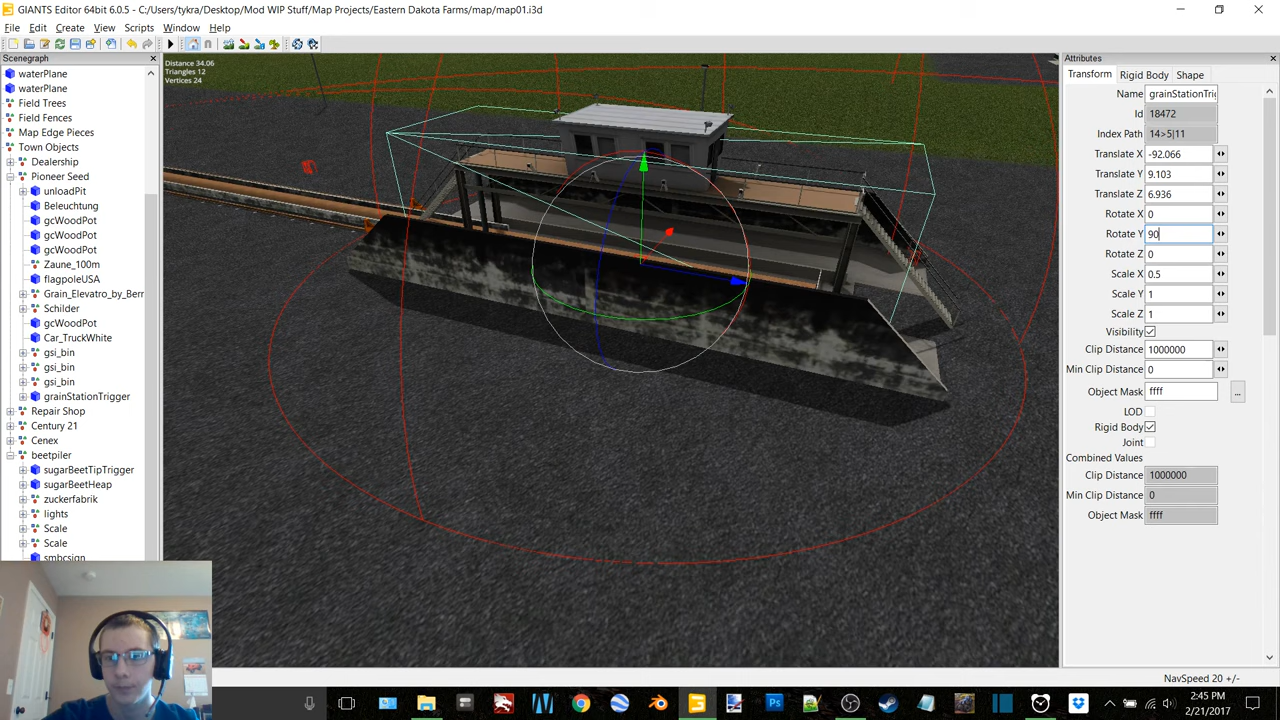 GIANTS Editor 64bit 6.0.5 - C:/Users/tykra/Desktop/Mod WIP Stuff/Map Projects/Eastern Dakota Farms/map/map01.i3d
File Edit Create View Scripts Window Help
Scenegraph
waterPlane
waterPlane
Field Trees
Field Fences
Map Edge Pieces
Town Objects
Dealership
Pioneer Seed
unloadPit
Beleuchtung
gcWoodPot
gcWoodPot
gcWoodPot
Zaune_100m
flagpoleUSA
Grain_Elevatro_by_Berr
Schilder
gcWoodPot
Car_TruckWhite
gsi_bin
gsi_bin
gsi_bin
grainStationTrigger
Repair Shop
Century 21
Cenex
beetpiler
sugarBeetTipTrigger
sugarBeetHeap
zuckerfabrik
lights
Scale
Scale
smbcsign
Distance 34.06
Triangles 12
Vertices 24
Attributes
Transform Rigid Body Shape
Name grainStationTri
Id 18472
Index Path 14>5|11
Translate X -92.066
Translate Y 9.103
Translate Z 6.936
Rotate X 0
Rotate Y 90
Rotate Z 0
Scale X 0.5
Scale Y 1
Scale Z 1
Visibility
Clip Distance 1000000
Min Clip Distance 0
Object Mask ffff ...
LOD
Rigid Body
Joint
Combined Values
Clip Distance 1000000
Min Clip Distance 0
Object Mask ffff
NavSpeed 20 +/-
2:45 PM
2/21/2017